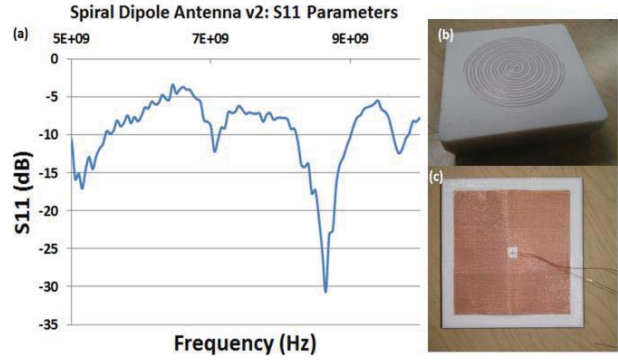 Spiral Dipole Antenna v2: S11 Parameters
(a)
5E+09 7E+09 9E+09
0
-5
-10
-15
-20
-25
-30
-35
S11 (dB)
Frequency (Hz)
(b)
(c)